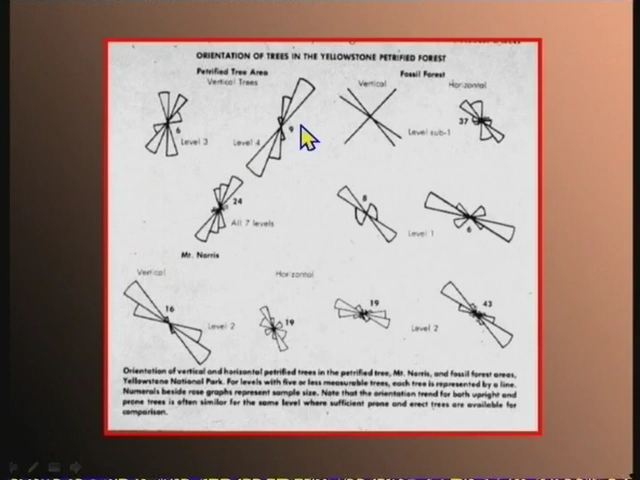 ORIENTATION OF TREES IN THE YELLOWSTONE PETRIFIED FOREST
Petrified Tree Area
Vertical Trees
Fossil Forest
Vertical
Horizontal
6
Level 3
Level 4
9
Level sub-1
37
24
All 7 levels
8
Level 1
6
Mt. Norris
Vertical
Horizontal
16
Level 2
19
19
Level 2
43
Orientation of vertical and horizontal petrified trees in the petrified tree, Mt. Norris, and fossil forest areas,
Yellowstone National Park. For levels with five or less measurable trees, each tree is represented by a line.
Numerals beside rose graphs represent sample size. Note that the orientation trend for both upright and
prone trees is often similar for the same level where sufficient prone and erect trees are available for
comparison.